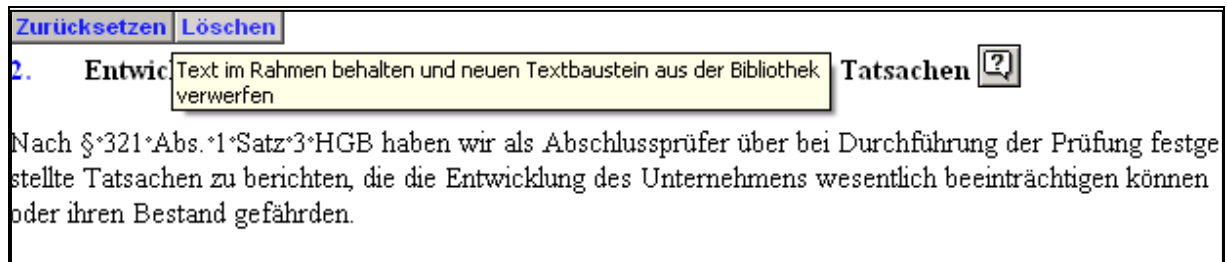 Zurücksetzen Löschen
2. Entwic Tatsachen
Text im Rahmen behalten und neuen Textbaustein aus der Bibliothek
verwerfen
Nach §°321°Abs.°1°Satz°3°HGB haben wir als Abschlussprüfer über bei Durchführung der Prüfung festge
stellte Tatsachen zu berichten, die die Entwicklung des Unternehmens wesentlich beeinträchtigen können
oder ihren Bestand gefährden.